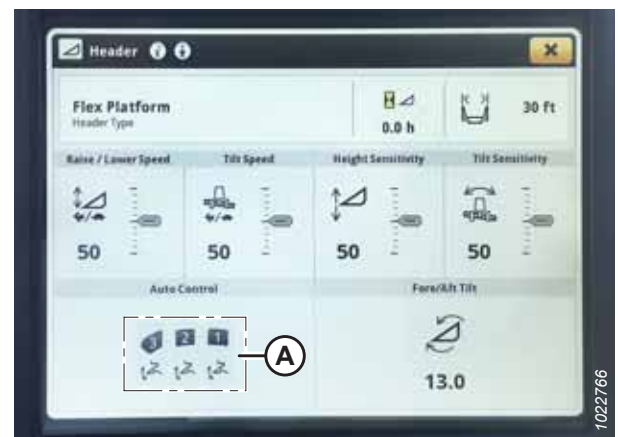 Header
Flex Platform
Header Type
0.0 h
30 ft
Raise / Lower Speed
Tilt Speed
Height Sensitivity
Tilt Sensitivity
50
50
50
50
Auto Control
Fore/Aft Tilt
3 2 1
A
13.0
1022766